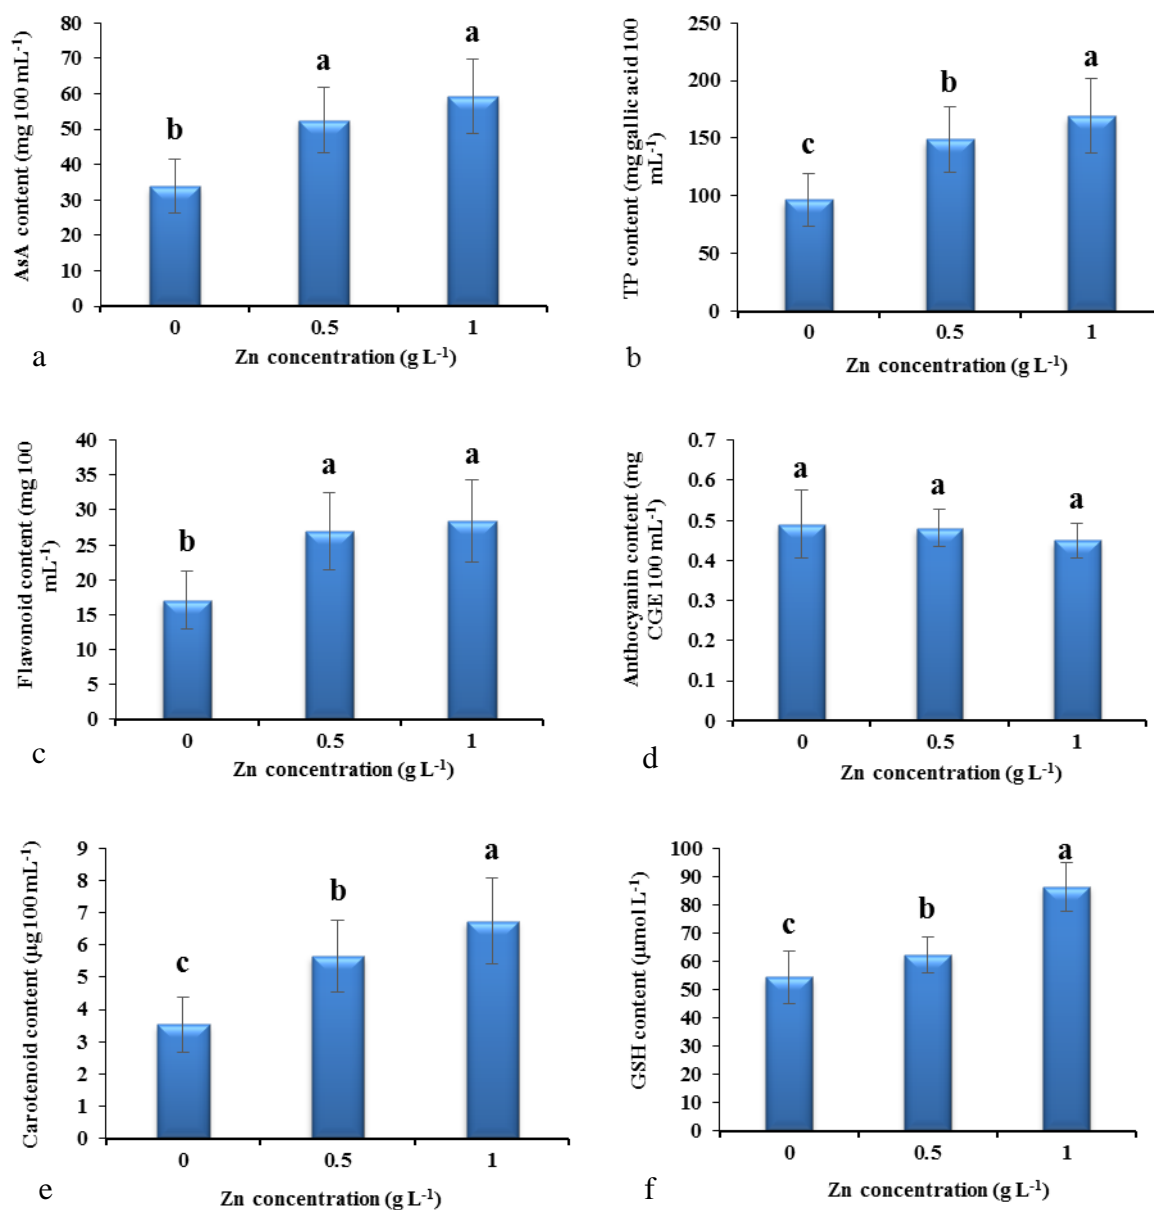 AsA content (mg 100 mL⁻¹)
80
70
60
50
40
30
20
10
0
b
a
a
0 0.5 1
Zn concentration (g L⁻¹)
a
TP content (mg gallic acid 100
mL⁻¹)
250
200
150
100
50
0
c
b
a
0 0.5 1
Zn concentration (g L⁻¹)
b
Flavonoid content (mg 100
mL⁻¹)
40
35
30
25
20
15
10
5
0
b
a
a
0 0.5 1
Zn concentration (g L⁻¹)
c
Anthocyanin content (mg
CGE 100 mL⁻¹)
0.7
0.6
0.5
0.4
0.3
0.2
0.1
0
a
a
a
0 0.5 1
Zn concentration (g L⁻¹)
d
Carotenoid content (µg 100 mL⁻¹)
9
8
7
6
5
4
3
2
1
0
c
b
a
0 0.5 1
Zn concentration (g L⁻¹)
e
GSH content (µmol L⁻¹)
100
90
80
70
60
50
40
30
20
10
0
c
b
a
0 0.5 1
Zn concentration (g L⁻¹)
f